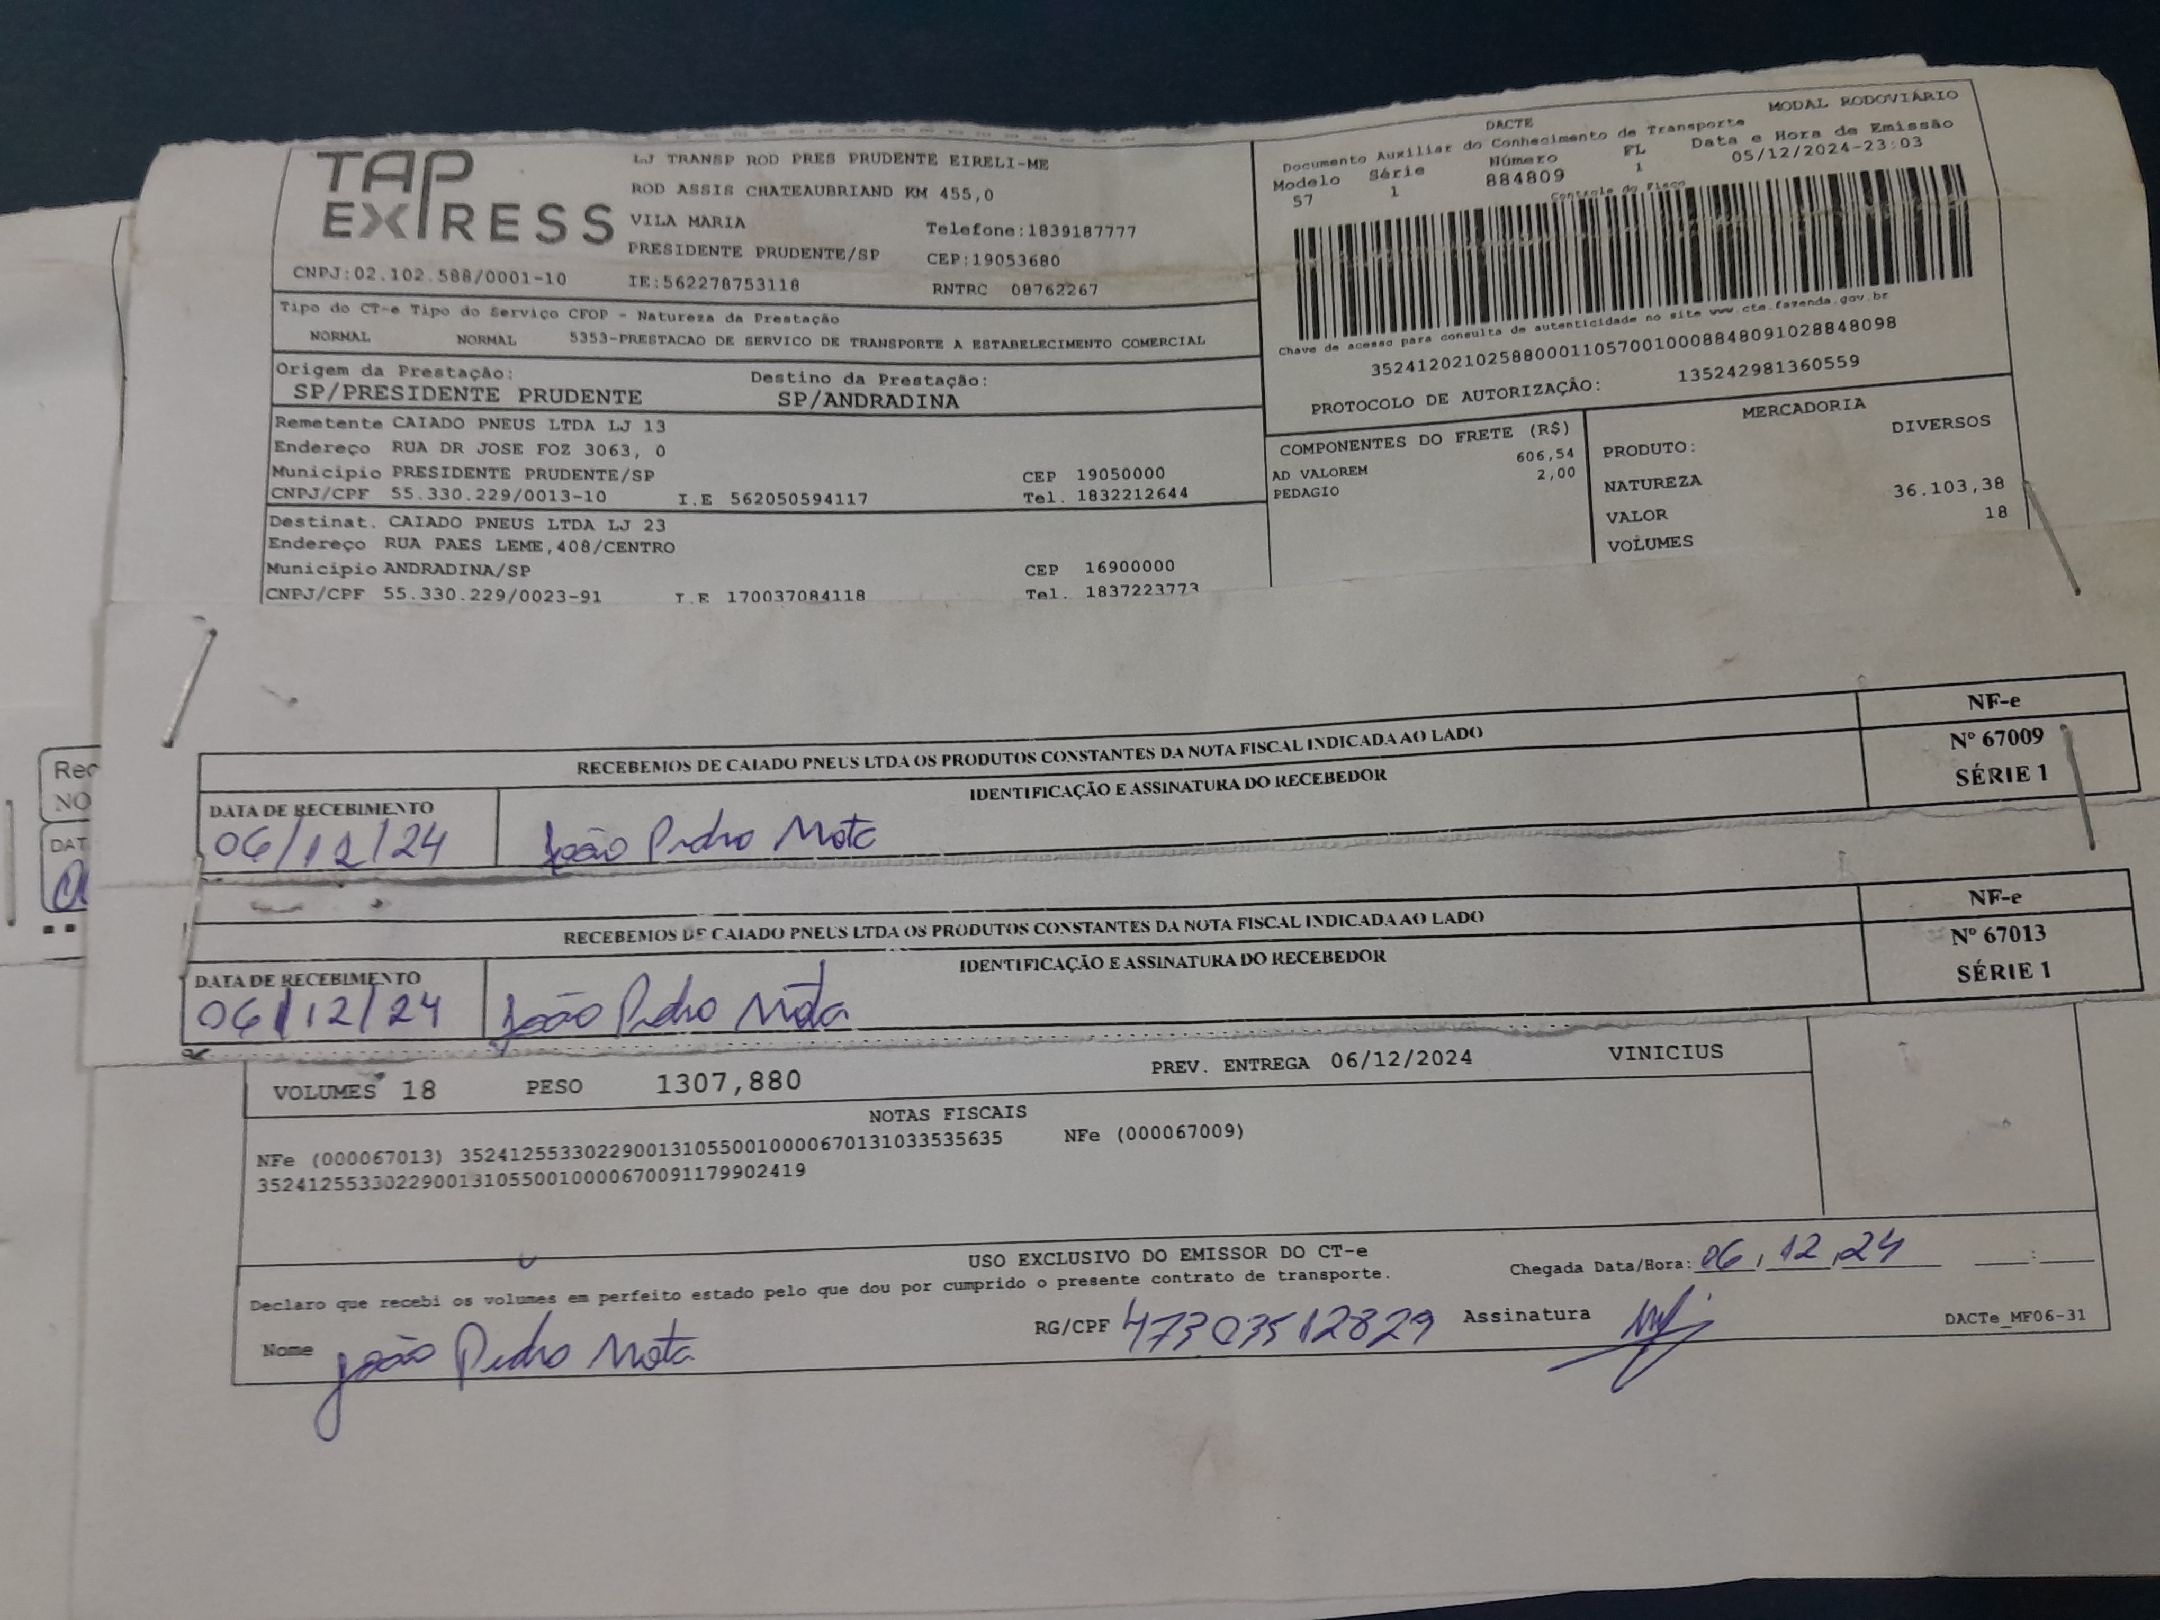 TAP
EXPRESS
LJ TRANSP ROD PRES PRUDENTE EIRELI-ME
ROD ASSIS CHATEAUBRIAND KM 455,0
VILA MARIA Telefone:1839187777
PRESIDENTE PRUDENTE/SP CEP:19053680
CNPJ:02.102.588/0001-10 IE:562278753118 RNTRC 08762267
DACTE MODAL RODOVIÁRIO
Documento Auxiliar do Conhecimento de Transporte
Modelo Série Número FL Data e Hora de Emissão
57 1 884809 1 05/12/2024-23:03
Controle do Fisco
Chave de acesso para consulta de autenticidade no site www.cte.fazenda.gov.br
35241202102588000110570010008848091028848098
PROTOCOLO DE AUTORIZAÇÃO: 135242981360559
Tipo do CT-e Tipo do Serviço CFOP - Natureza da Prestação
NORMAL NORMAL 5353-PRESTACAO DE SERVICO DE TRANSPORTE A ESTABELECIMENTO COMERCIAL
Origem da Prestação: Destino da Prestação:
SP/PRESIDENTE PRUDENTE SP/ANDRADINA
Remetente CAIADO PNEUS LTDA LJ 13
Endereço RUA DR JOSE FOZ 3063, 0
Municipio PRESIDENTE PRUDENTE/SP CEP 19050000
CNPJ/CPF 55.330.229/0013-10 I.E 562050594117 Tel. 1832212644
Destinat. CAIADO PNEUS LTDA LJ 23
Endereço RUA PAES LEME,408/CENTRO
Municipio ANDRADINA/SP CEP 16900000
CNPJ/CPF 55.330.229/0023-91 I.E 170037084118 Tel. 1837223773
COMPONENTES DO FRETE (R$)
AD VALOREM 606,54
PEDAGIO 2,00
MERCADORIA
PRODUTO: DIVERSOS
NATUREZA
VALOR 36.103,38
VOLUMES 18
RECEBEMOS DE CAIADO PNEUS LTDA OS PRODUTOS CONSTANTES DA NOTA FISCAL INDICADA AO LADO
NF-e
Nº 67009
SÉRIE 1
DATA DE RECEBIMENTO IDENTIFICAÇÃO E ASSINATURA DO RECEBEDOR
06/12/24 João Pedro Mota
RECEBEMOS DE CAIADO PNEUS LTDA OS PRODUTOS CONSTANTES DA NOTA FISCAL INDICADA AO LADO
NF-e
Nº 67013
SÉRIE 1
DATA DE RECEBIMENTO IDENTIFICAÇÃO E ASSINATURA DO RECEBEDOR
06/12/24 João Pedro Mota
VOLUMES 18 PESO 1307,880 PREV. ENTREGA 06/12/2024 VINICIUS
NOTAS FISCAIS
NFe (000067013) 35241255330229001310550010000670131033535635 NFe (000067009)
35241255330229001310550010000670091179902419
USO EXCLUSIVO DO EMISSOR DO CT-e
Declaro que recebi os volumes em perfeito estado pelo que dou por cumprido o presente contrato de transporte.
Chegada Data/Hora: 06, 12, 24 :
Nome João Pedro Mota RG/CPF 47303512829 Assinatura
DACTe_MF06-31
Rec
NO
DAT